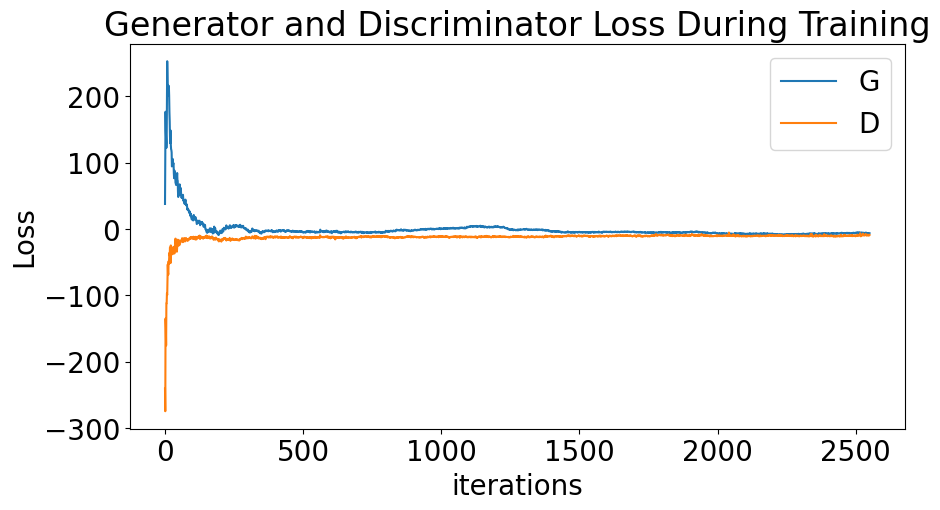 Generator and Discriminator Loss During Training
G
D
Loss
200
100
0
−100
−200
−300
0 500 1000 1500 2000 2500
iterations